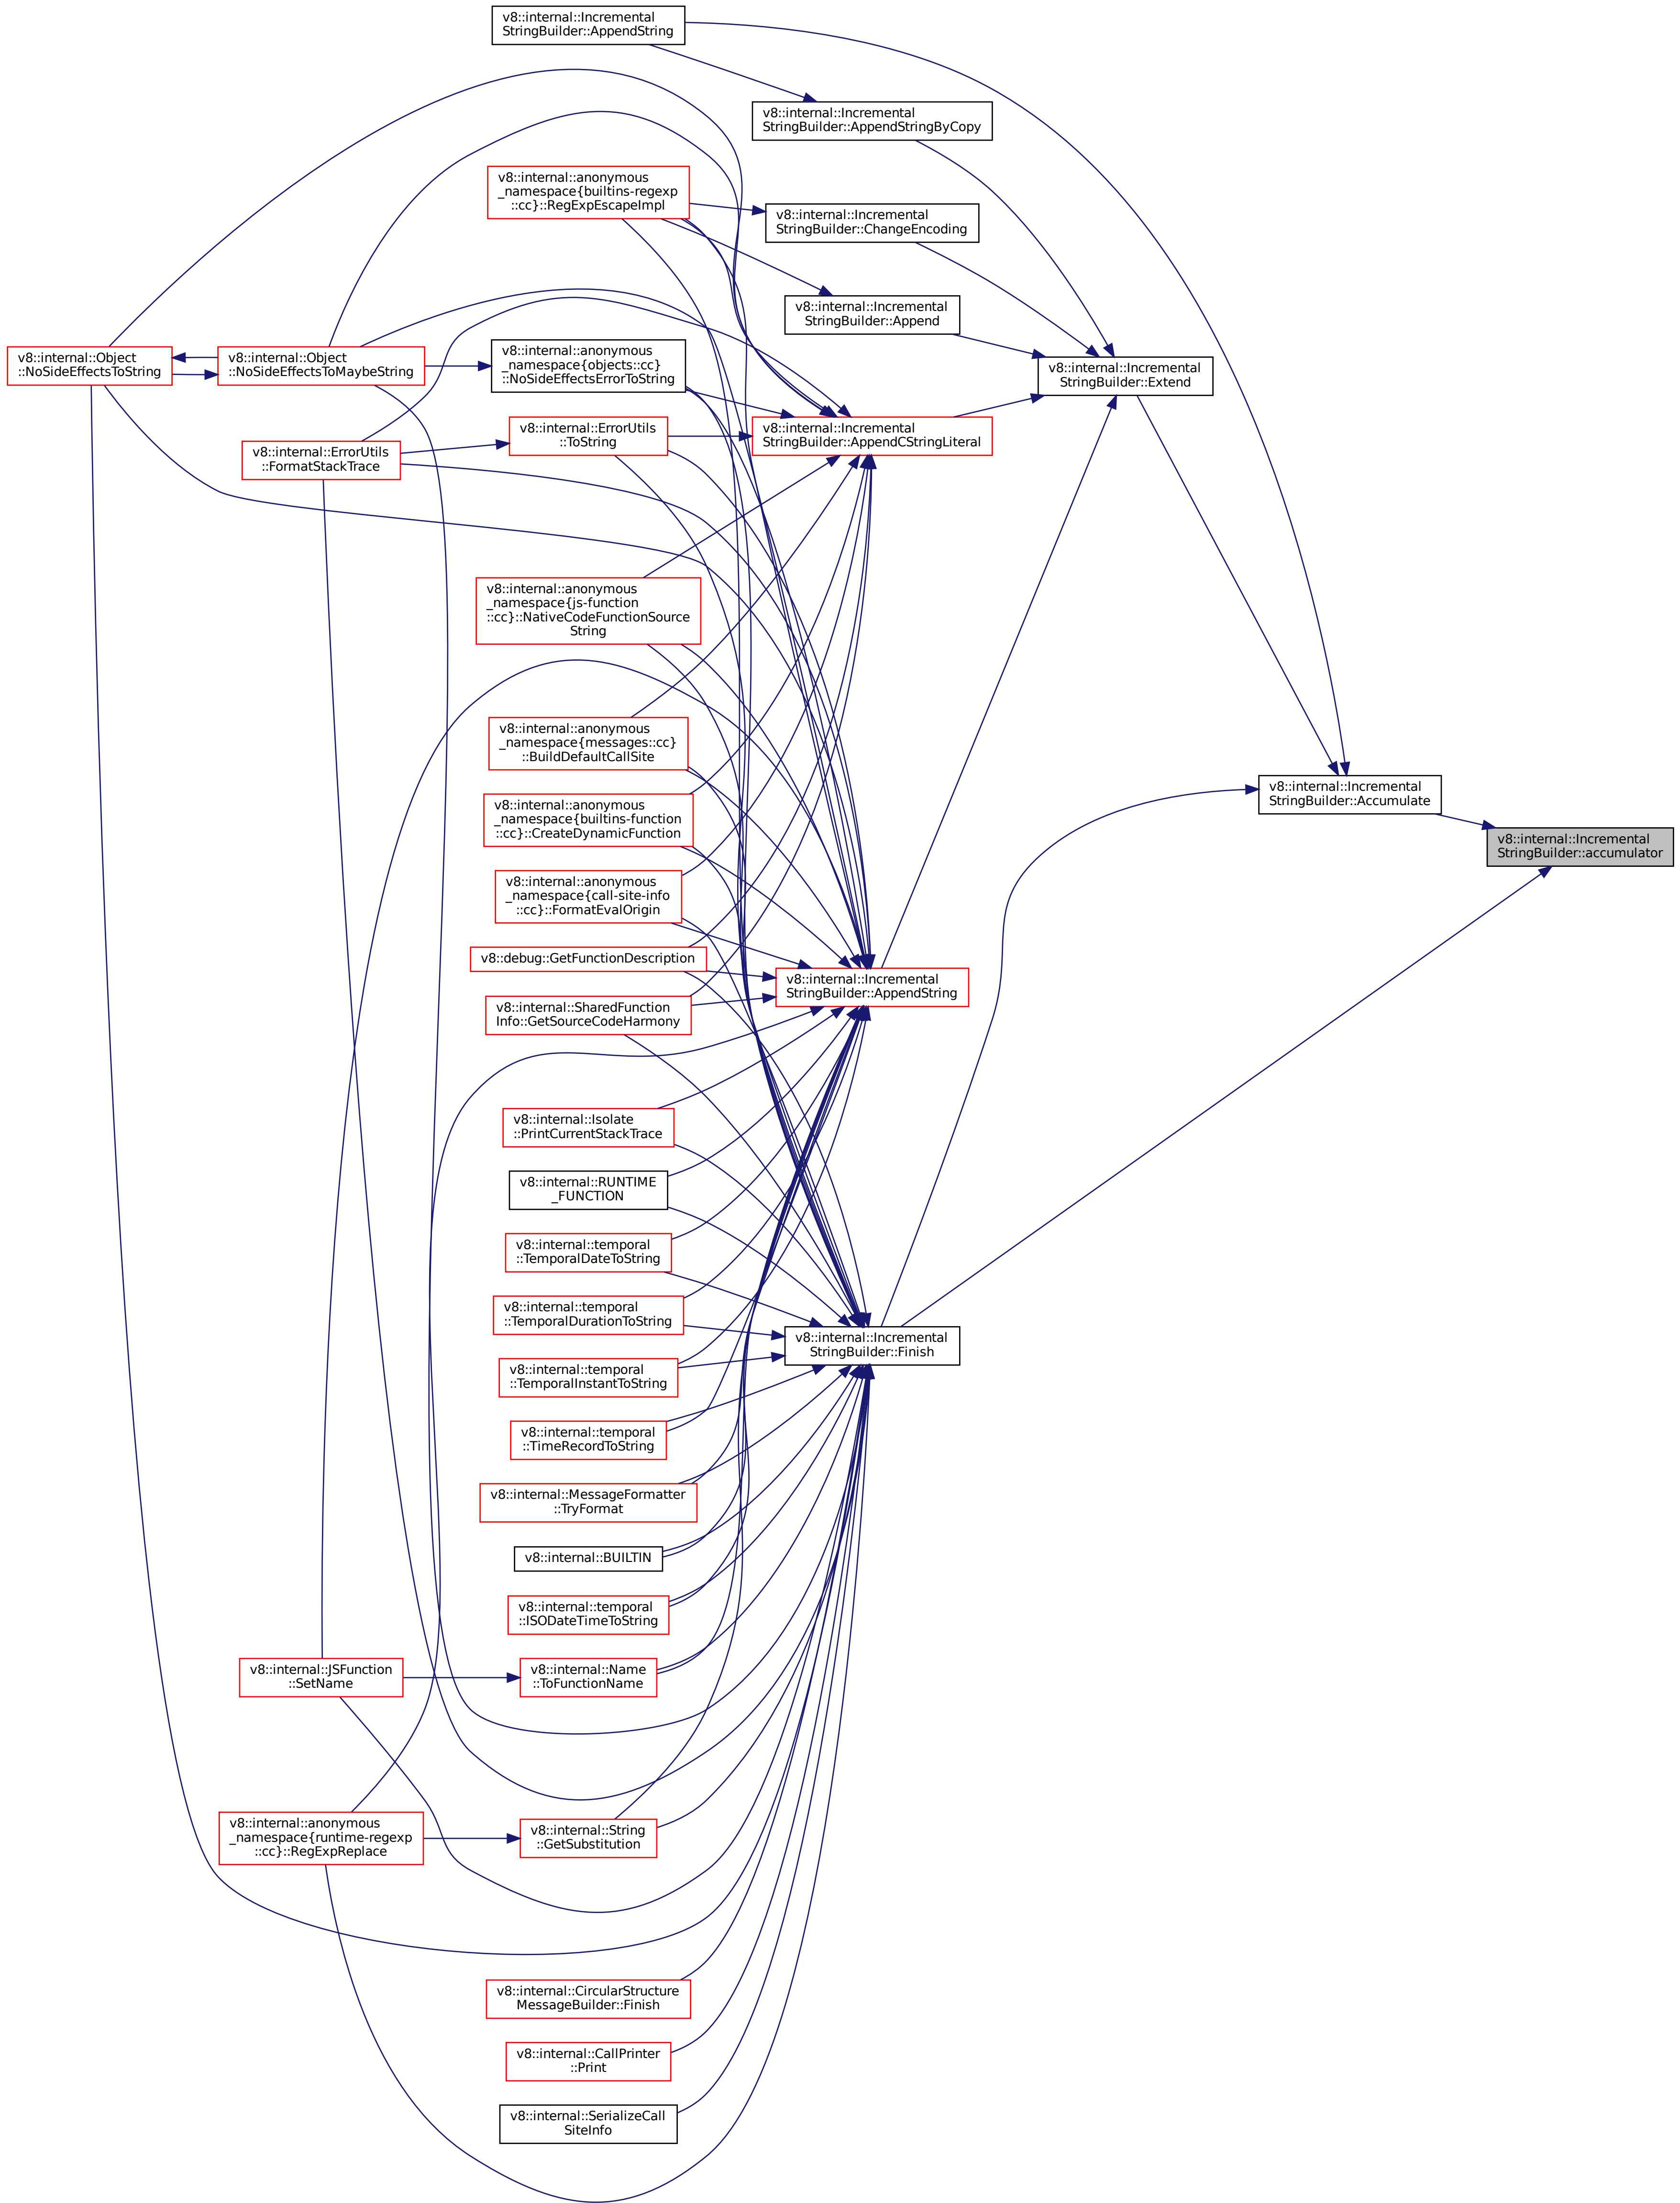 v8::internal::Incremental
StringBuilder::AppendString
v8::internal::Incremental
StringBuilder::AppendStringByCopy
v8::internal::anonymous
_namespace{builtins-regexp
::cc}::RegExpEscapeImpl
v8::internal::Incremental
StringBuilder::ChangeEncoding
v8::internal::Incremental
StringBuilder::Append
v8::internal::Object
::NoSideEffectsToString
v8::internal::Object
::NoSideEffectsToMaybeString
v8::internal::anonymous
_namespace{objects::cc}
::NoSideEffectsErrorToString
v8::internal::Incremental
StringBuilder::Extend
v8::internal::ErrorUtils
::FormatStackTrace
v8::internal::ErrorUtils
::ToString
v8::internal::Incremental
StringBuilder::AppendCStringLiteral
v8::internal::anonymous
_namespace{js-function
::cc}::NativeCodeFunctionSource
String
v8::internal::anonymous
_namespace{messages::cc}
::BuildDefaultCallSite
v8::internal::Incremental
StringBuilder::Accumulate
v8::internal::Incremental
StringBuilder::accumulator
v8::internal::anonymous
_namespace{builtins-function
::cc}::CreateDynamicFunction
v8::internal::anonymous
_namespace{call-site-info
::cc}::FormatEvalOrigin
v8::debug::GetFunctionDescription
v8::internal::Incremental
StringBuilder::AppendString
v8::internal::SharedFunction
Info::GetSourceCodeHarmony
v8::internal::Isolate
::PrintCurrentStackTrace
v8::internal::RUNTIME
_FUNCTION
v8::internal::temporal
::TemporalDateToString
v8::internal::temporal
::TemporalDurationToString
v8::internal::Incremental
StringBuilder::Finish
v8::internal::temporal
::TemporalInstantToString
v8::internal::temporal
::TimeRecordToString
v8::internal::MessageFormatter
::TryFormat
v8::internal::BUILTIN
v8::internal::temporal
::ISODateTimeToString
v8::internal::JSFunction
::SetName
v8::internal::Name
::ToFunctionName
v8::internal::anonymous
_namespace{runtime-regexp
::cc}::RegExpReplace
v8::internal::String
::GetSubstitution
v8::internal::CircularStructure
MessageBuilder::Finish
v8::internal::CallPrinter
::Print
v8::internal::SerializeCall
SiteInfo